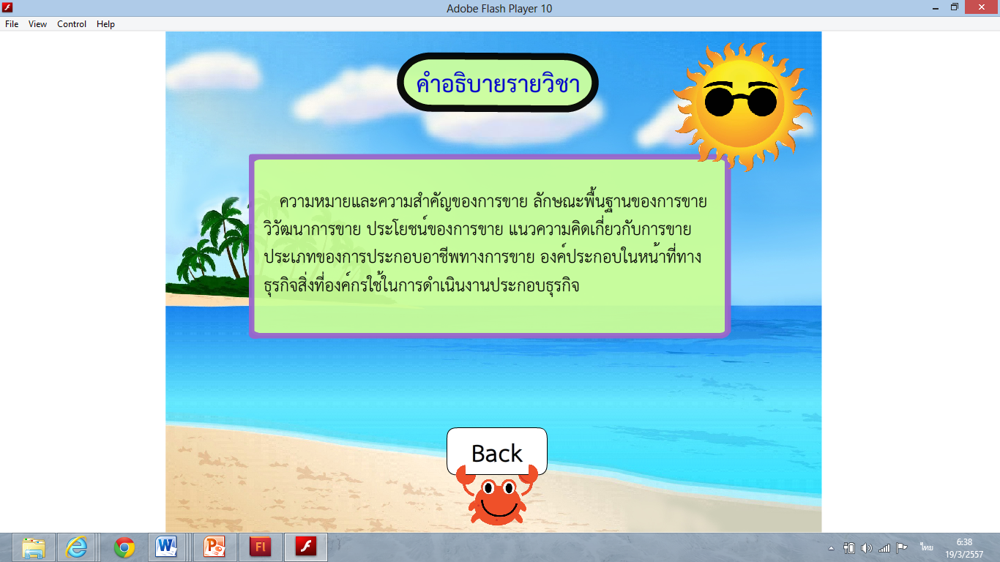 Adobe Flash Player 10
File View Control Help
คำอธิบายรายวิชา
ความหมายและความสำคัญของการขาย ลักษณะพื้นฐานของการขาย
วิวัฒนาการขาย ประโยชน์ของการขาย แนวความคิดเกี่ยวกับการขาย
ประเภทของการประกอบอาชีพทางการขาย องค์ประกอบในหน้าที่ทาง
ธุรกิจสิ่งที่องค์กรใช้ในการดำเนินงานประกอบธุรกิจ
Back
ไทย
6:38
19/3/2557